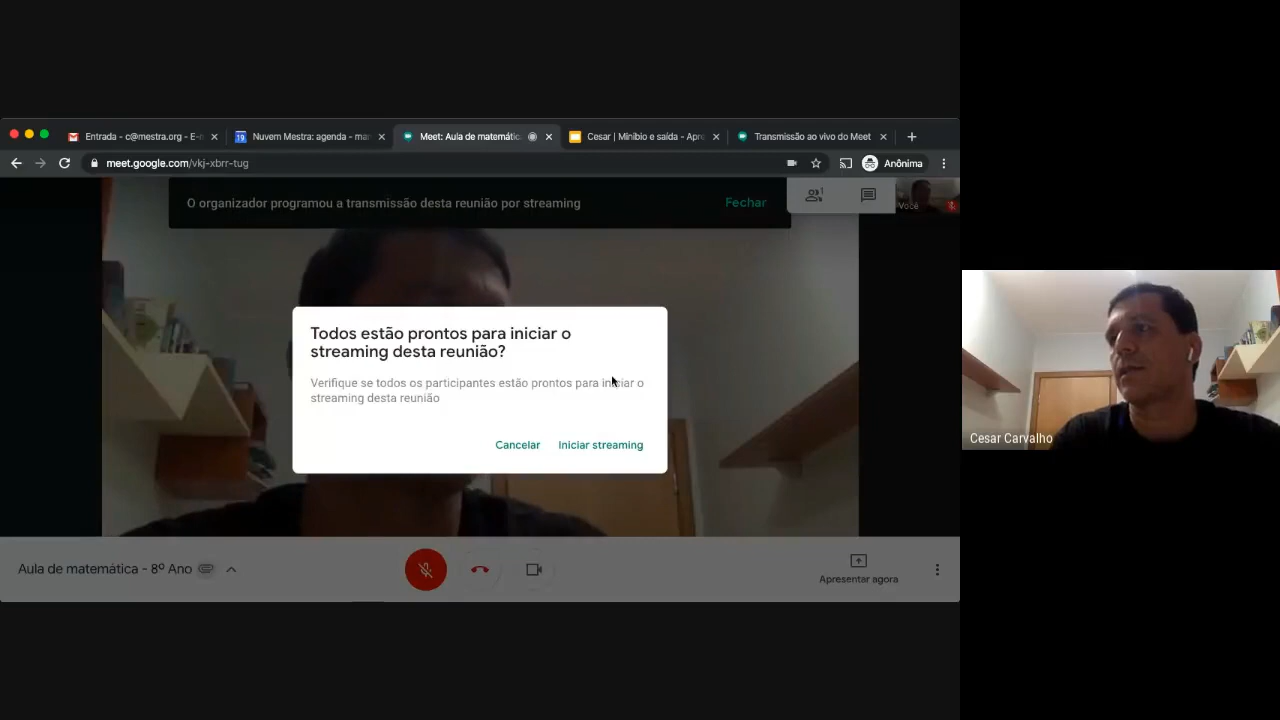 Entrada - c@mestra.org - E-m
Nuvem Mestra: agenda - mar
Meet: Aula de matemátic
Cesar | Minibio e saída - Apre
Transmissão ao vivo do Meet
meet.google.com/vkj-xbrr-tug
Anônima
O organizador programou a transmissão desta reunião por streaming
Fechar
1
Você
Todos estão prontos para iniciar o
streaming desta reunião?
Verifique se todos os participantes estão prontos para iniciar o
streaming desta reunião
Cancelar
Iniciar streaming
Cesar Carvalho
Aula de matemática - 8º Ano
Apresentar agora